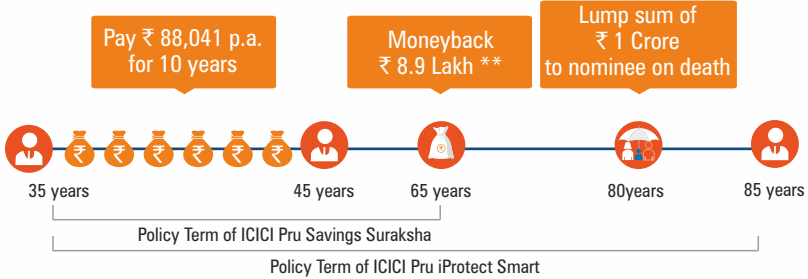 Pay ₹ 88,041 p.a.
for 10 years
Moneyback
₹ 8.9 Lakh **
Lump sum of
₹ 1 Crore
to nominee on death
₹ ₹ ₹ ₹ ₹ ₹
35 years
45 years
65 years
80years
85 years
Policy Term of ICICI Pru Savings Suraksha
Policy Term of ICICI Pru iProtect Smart